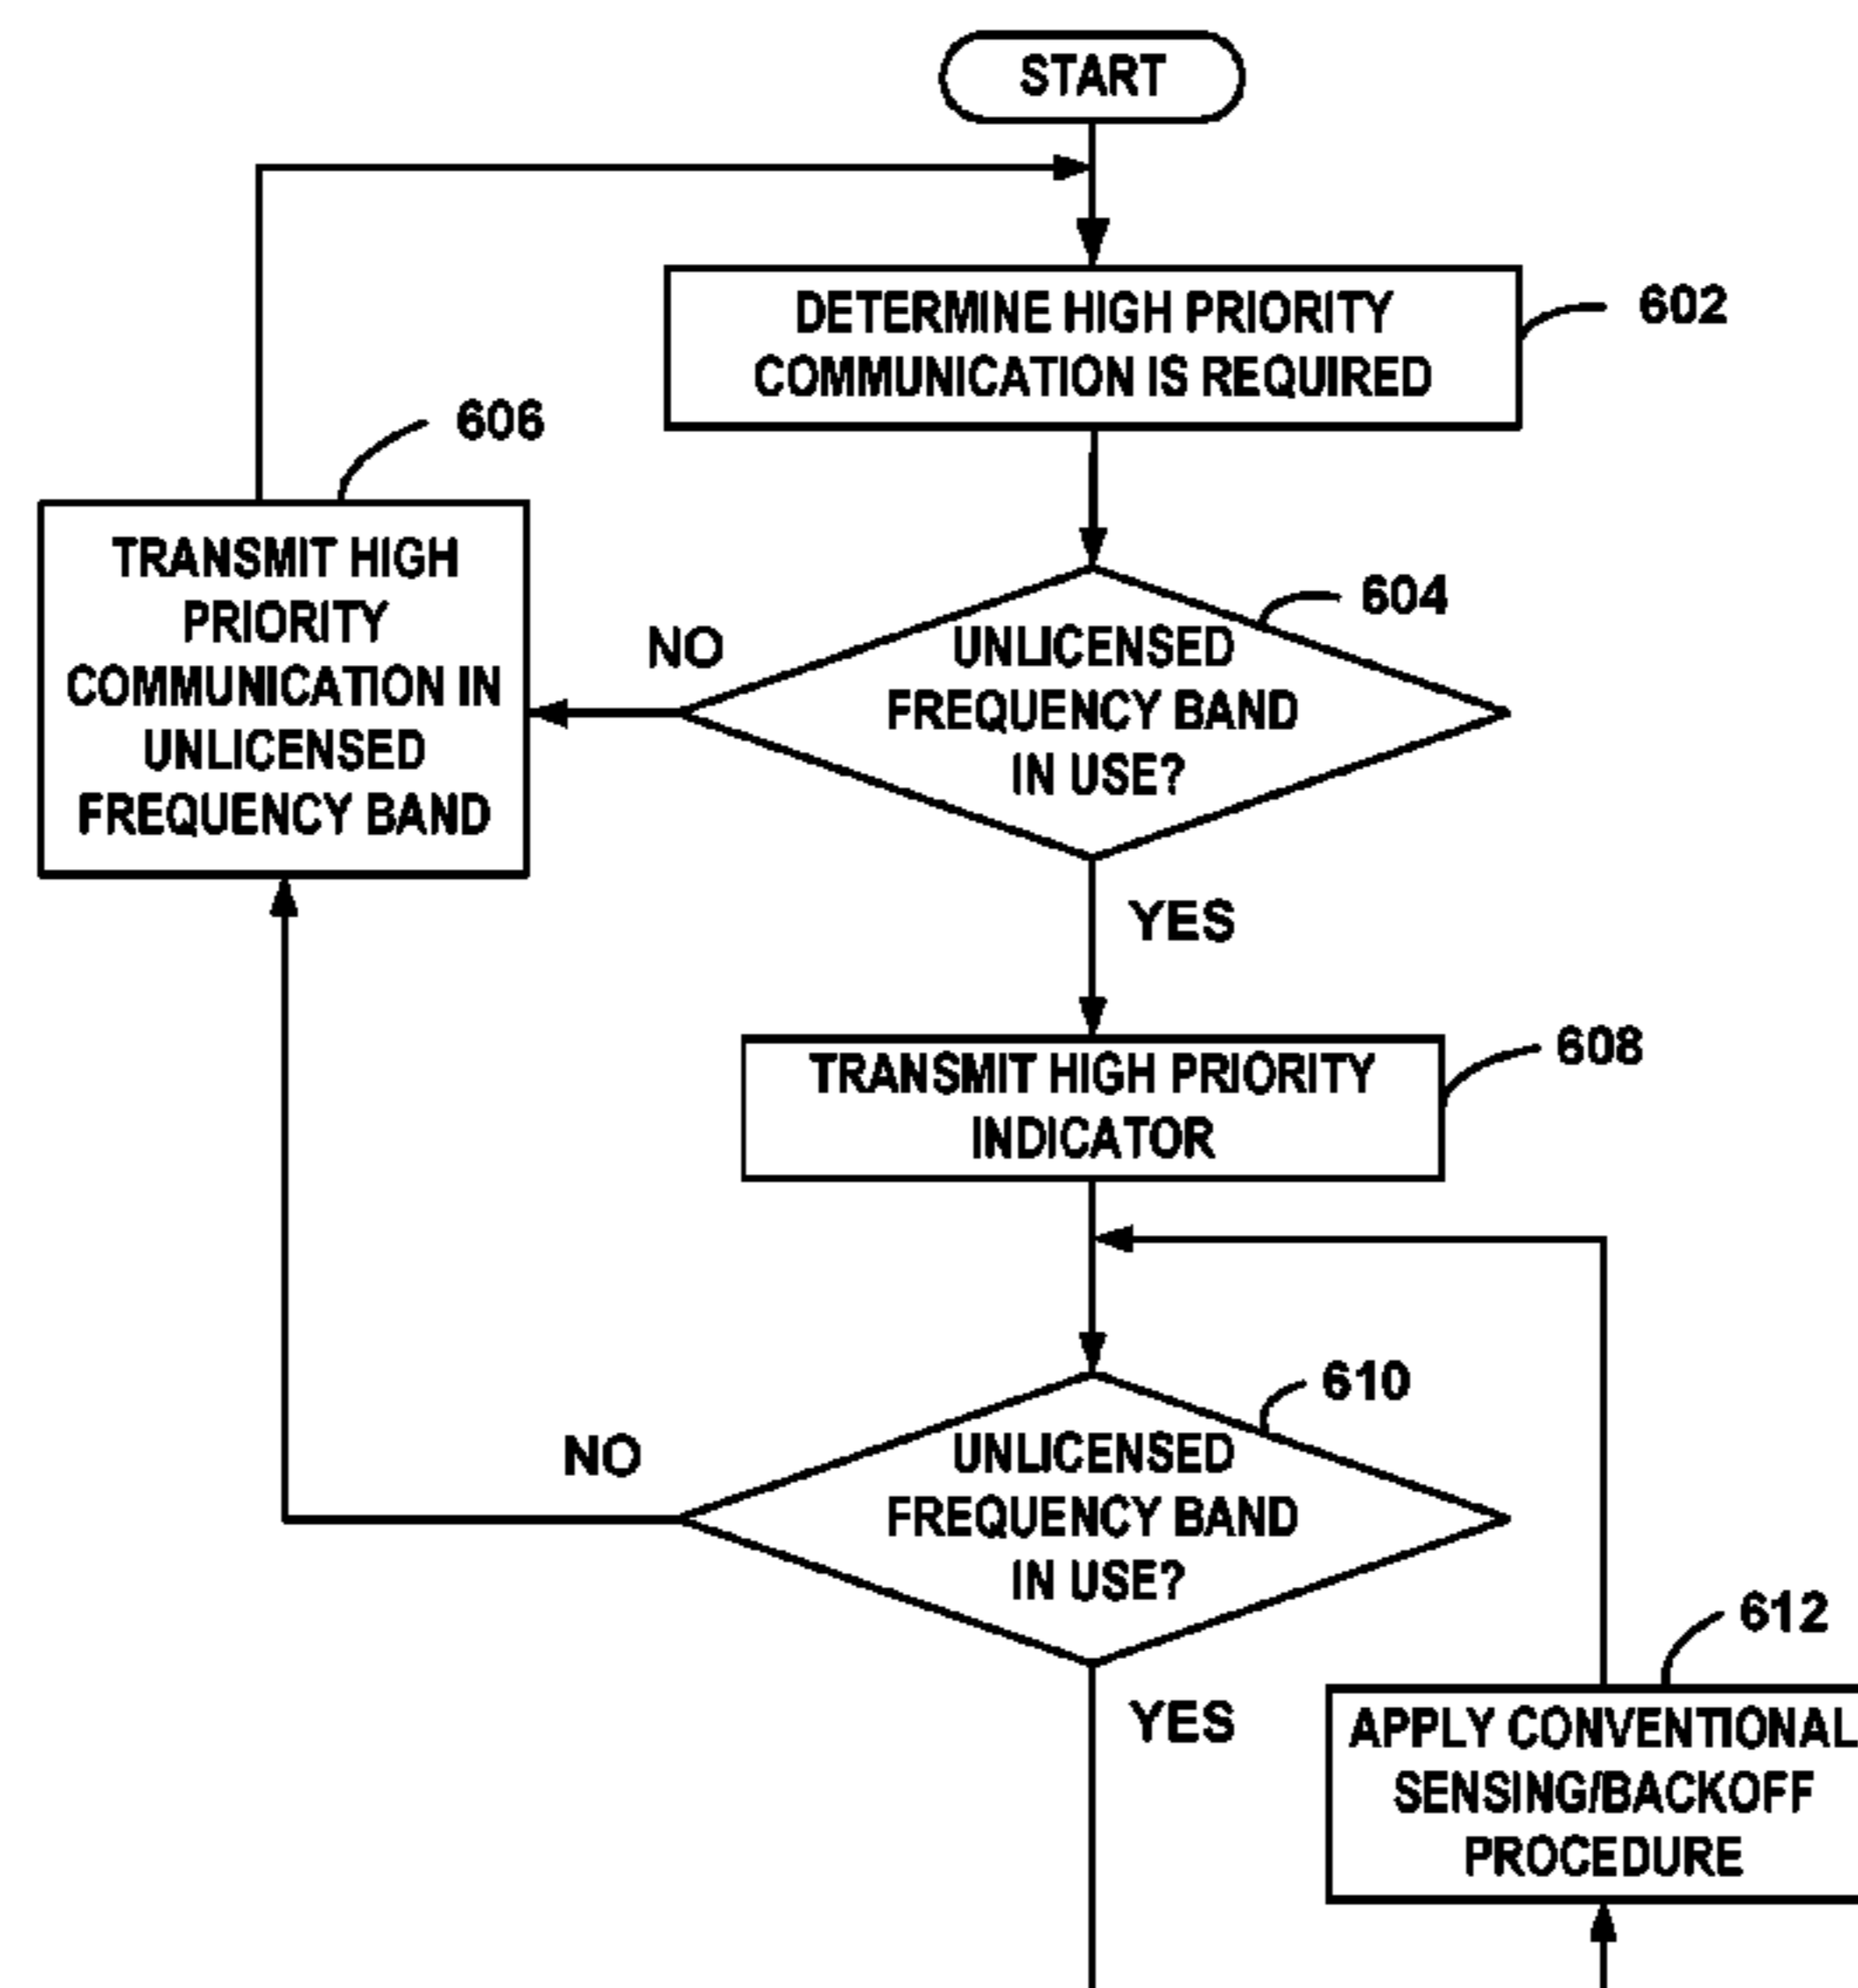 START
DETERMINE HIGH PRIORITY
COMMUNICATION IS REQUIRED
602
606
TRANSMIT HIGH
PRIORITY
COMMUNICATION IN
UNLICENSED
FREQUENCY BAND
NO
604
UNLICENSED
FREQUENCY BAND
IN USE?
YES
TRANSMIT HIGH PRIORITY
INDICATOR
608
610
NO
UNLICENSED
FREQUENCY BAND
IN USE?
YES
612
APPLY CONVENTIONAL
SENSING/BACKOFF
PROCEDURE